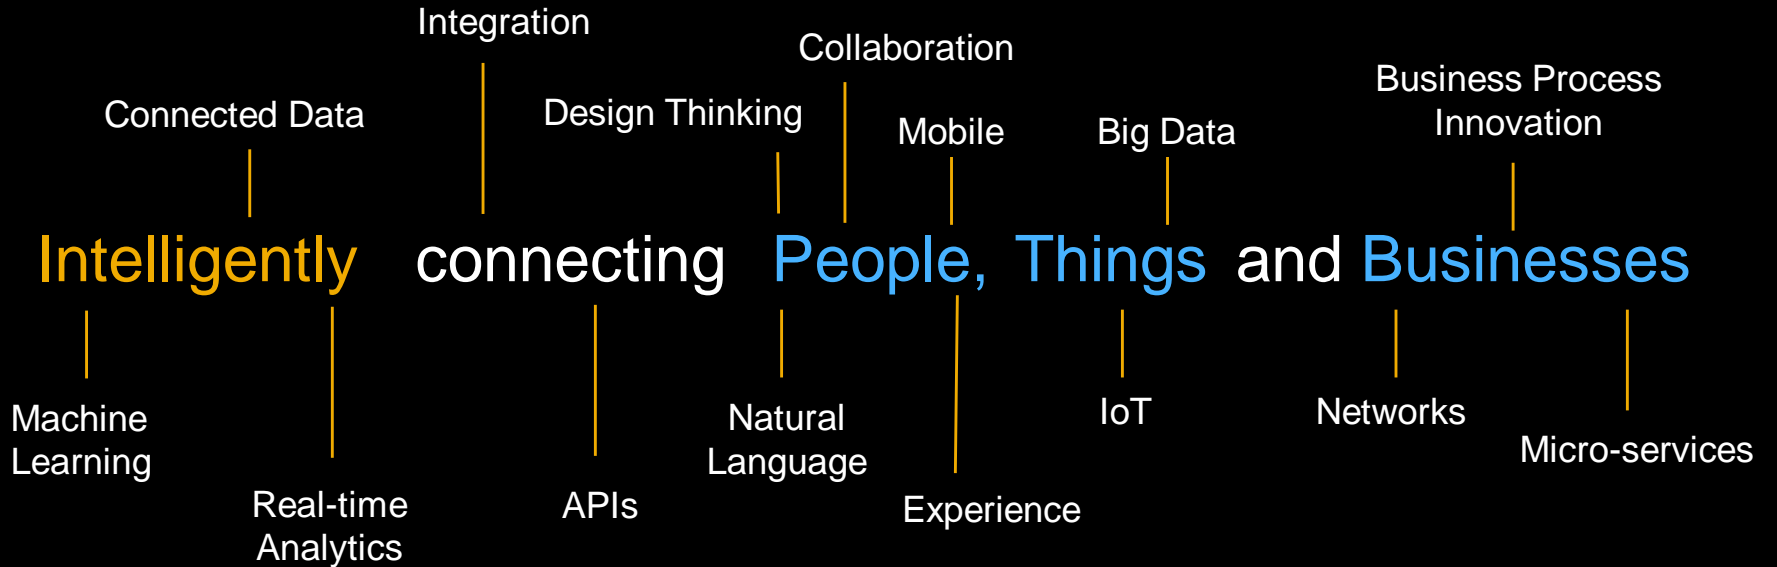 Integration
Collaboration
Business Process
Innovation
Connected Data
Design Thinking
Mobile
Big Data
Intelligently connecting People, Things and Businesses
Machine
Learning
Natural
Language
IoT
Networks
Micro-services
Real-time
Analytics
APIs
Experience